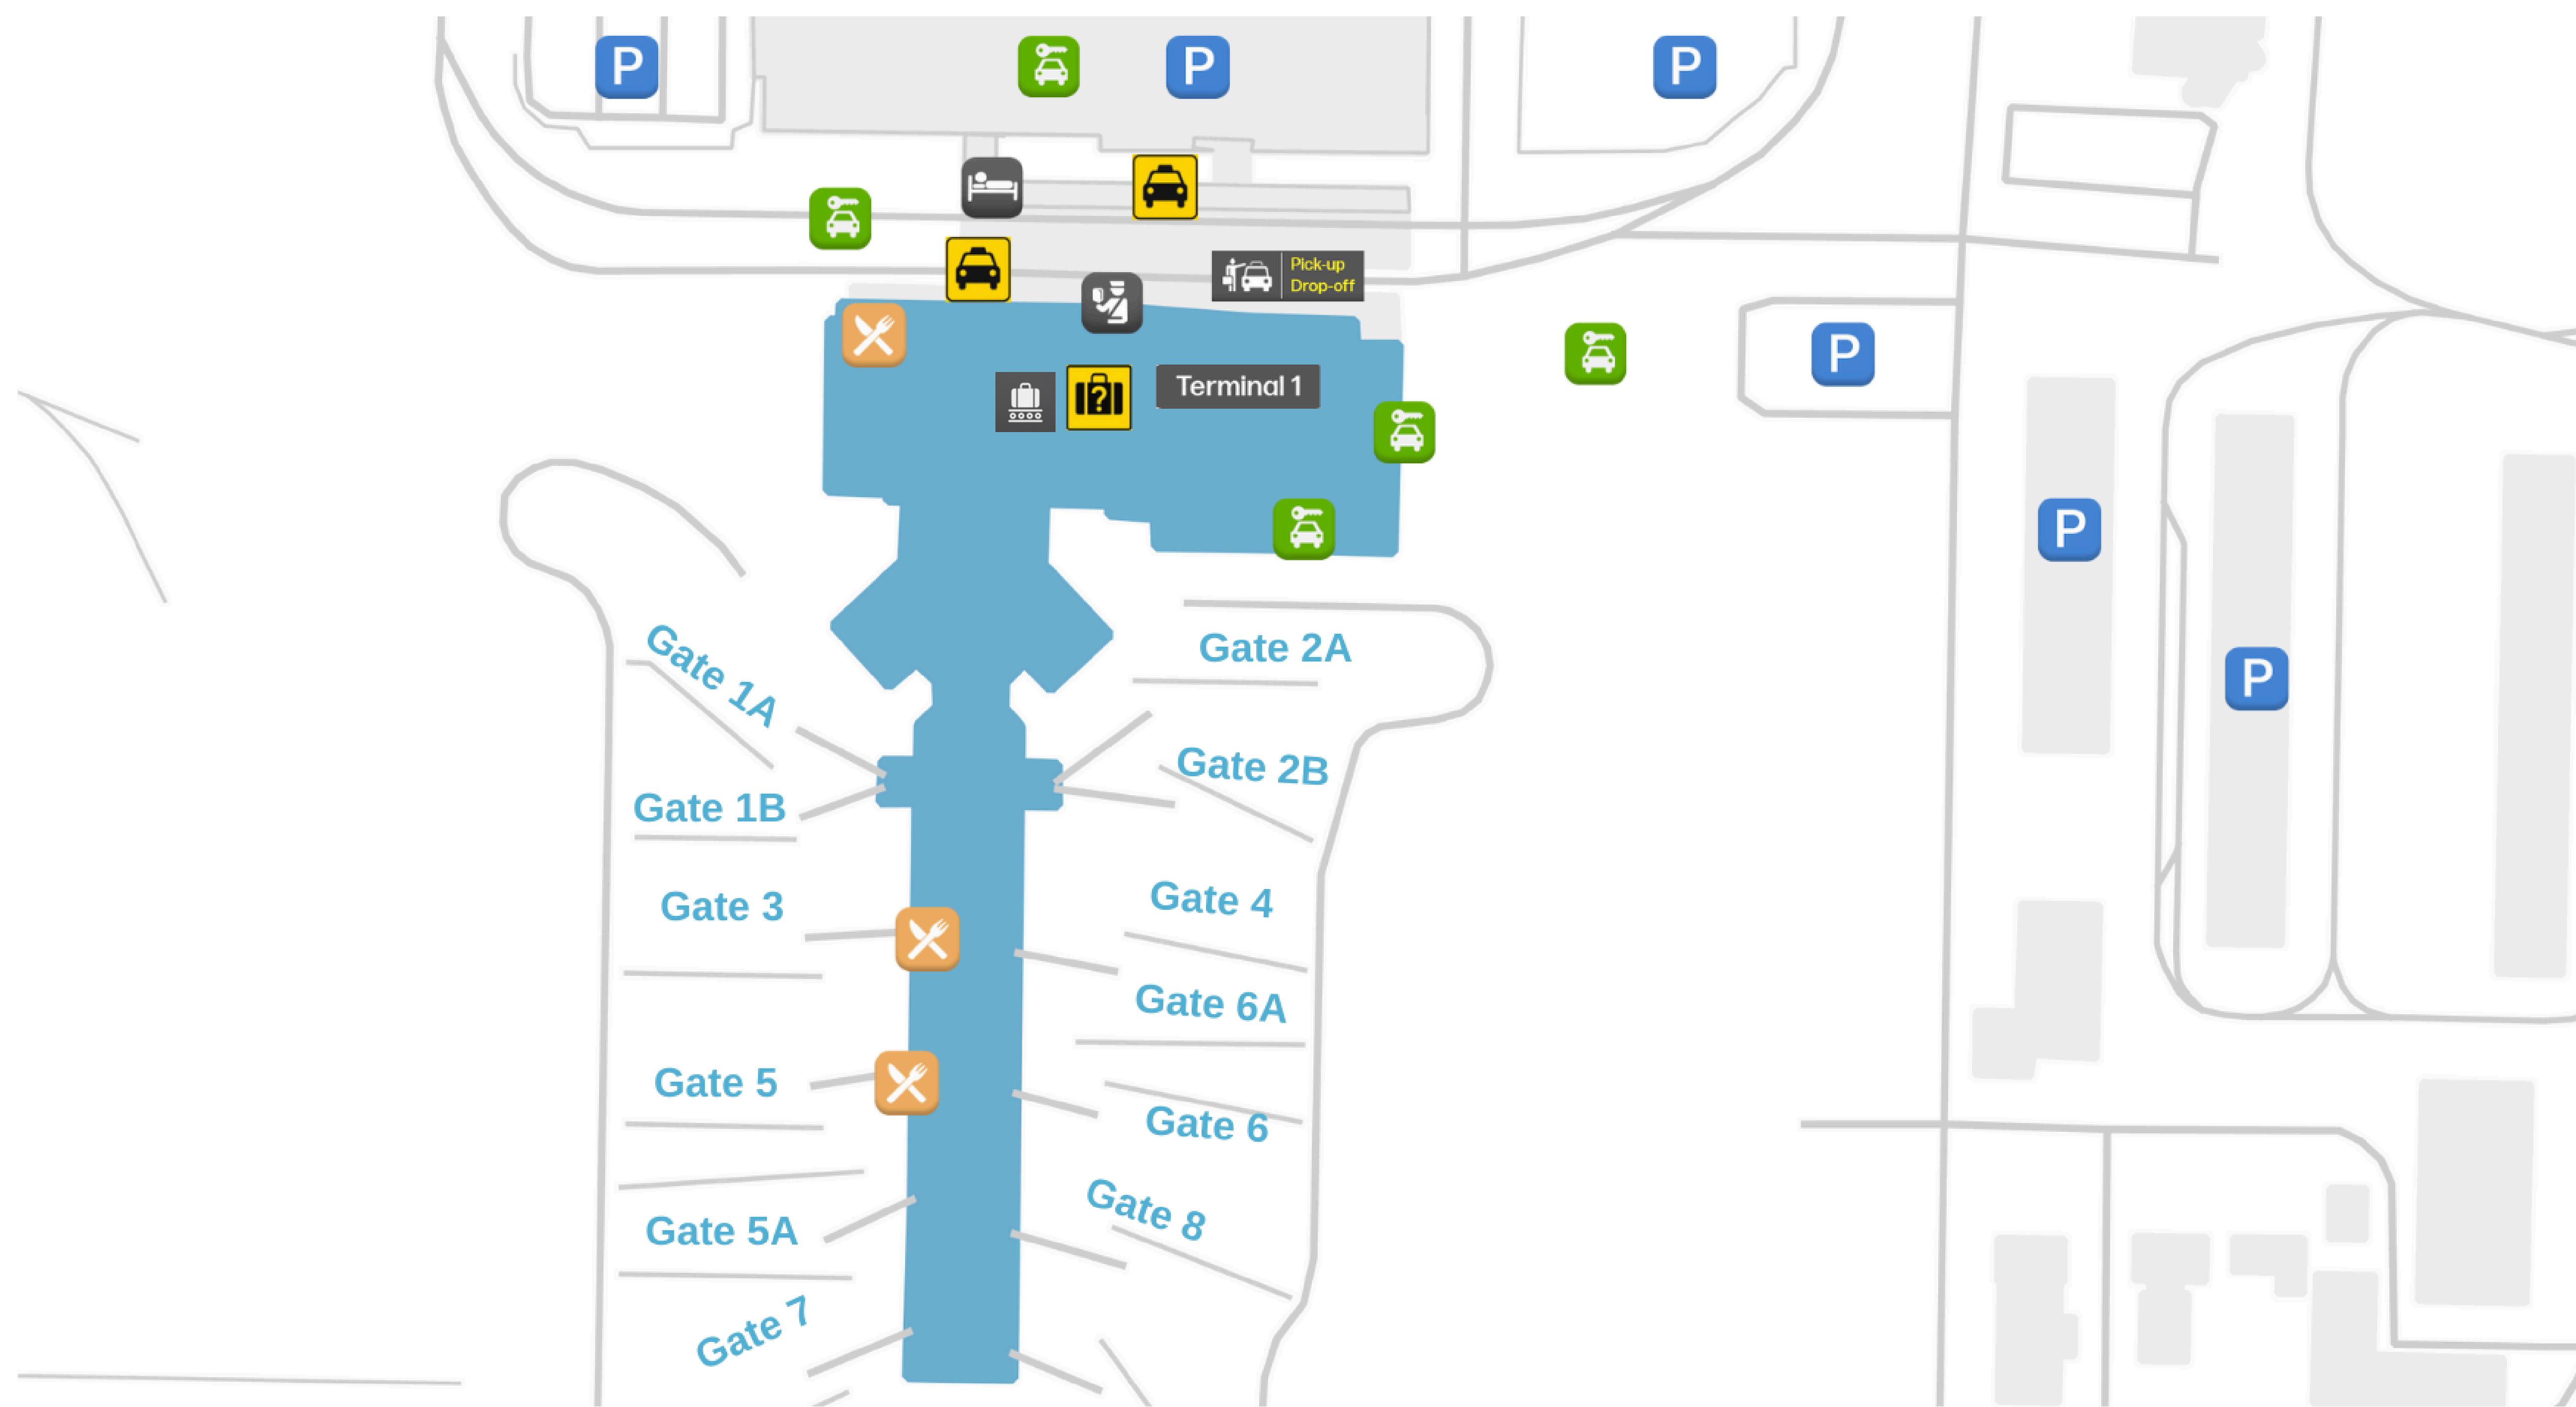 P
P
P
Pick-up
Drop-off
P
?
Terminal 1
P
Gate 1A
Gate 2A
P
Gate 2B
Gate 1B
Gate 3
Gate 4
Gate 6A
Gate 5
Gate 6
Gate 5A
Gate 8
Gate 7